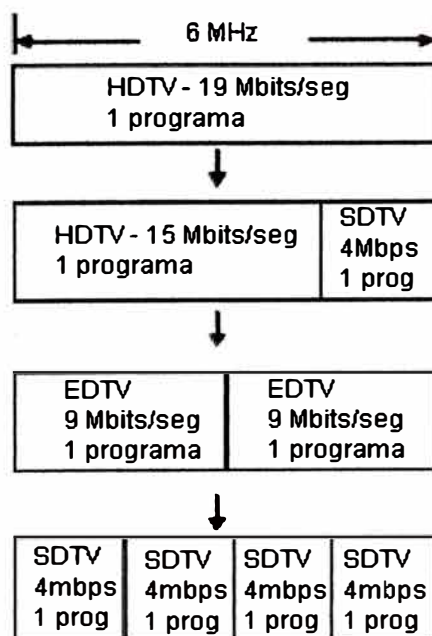 6 MHz
HDTV - 19 Mbits/seg
1 programa
HDTV - 15 Mbits/seg
1 programa
SDTV
4Mbps
1 prog
EDTV
9 Mbits/seg
1 programa
EDTV
9 Mbits/seg
1 programa
SDTV
4mbps
1 prog
SDTV
4mbps
1 prog
SDTV
4mbps
1 prog
SDTV
4mbps
1 prog